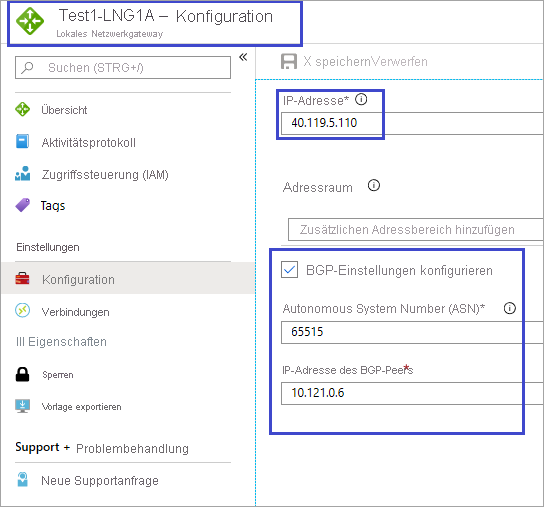 Test1-LNG1A – Konfiguration
Lokales Netzwerkgateway
Suchen (STRG+/)
«
Übersicht
Aktivitätsprotokoll
Zugriffssteuerung (IAM)
Tags
Einstellungen
Konfiguration
Verbindungen
III Eigenschaften
Sperren
Vorlage exportieren
Support + Problembehandlung
Neue Supportanfrage
X speichernVerwerfen
IP-Adresse*
40.119.5.110
Adressraum
Zusätzlichen Adressbereich hinzufügen
BGP-Einstellungen konfigurieren
Autonomous System Number (ASN)*
65515
IP-Adresse des BGP-Peers*
10.121.0.6